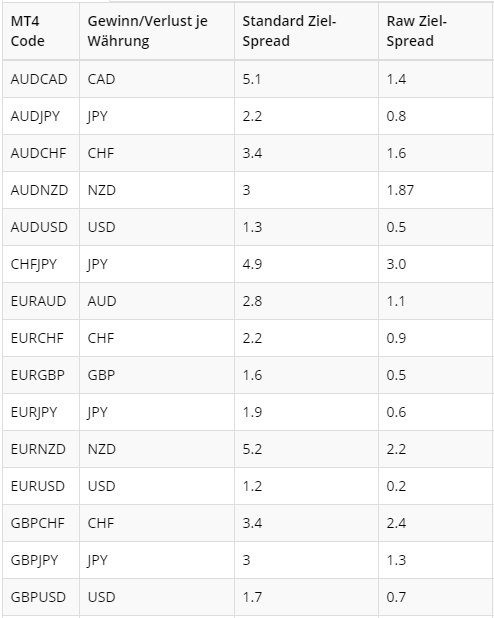 MT4 Code Gewinn/Verlust je Währung Standard Ziel-Spread Raw Ziel-Spread
AUDCAD CAD 5.1 1.4
AUDJPY JPY 2.2 0.8
AUDCHF CHF 3.4 1.6
AUDNZD NZD 3 1.87
AUDUSD USD 1.3 0.5
CHFJPY JPY 4.9 3.0
EURAUD AUD 2.8 1.1
EURCHF CHF 2.2 0.9
EURGBP GBP 1.6 0.5
EURJPY JPY 1.9 0.6
EURNZD NZD 5.2 2.2
EURUSD USD 1.2 0.2
GBPCHF CHF 3.4 2.4
GBPJPY JPY 3 1.3
GBPUSD USD 1.7 0.7